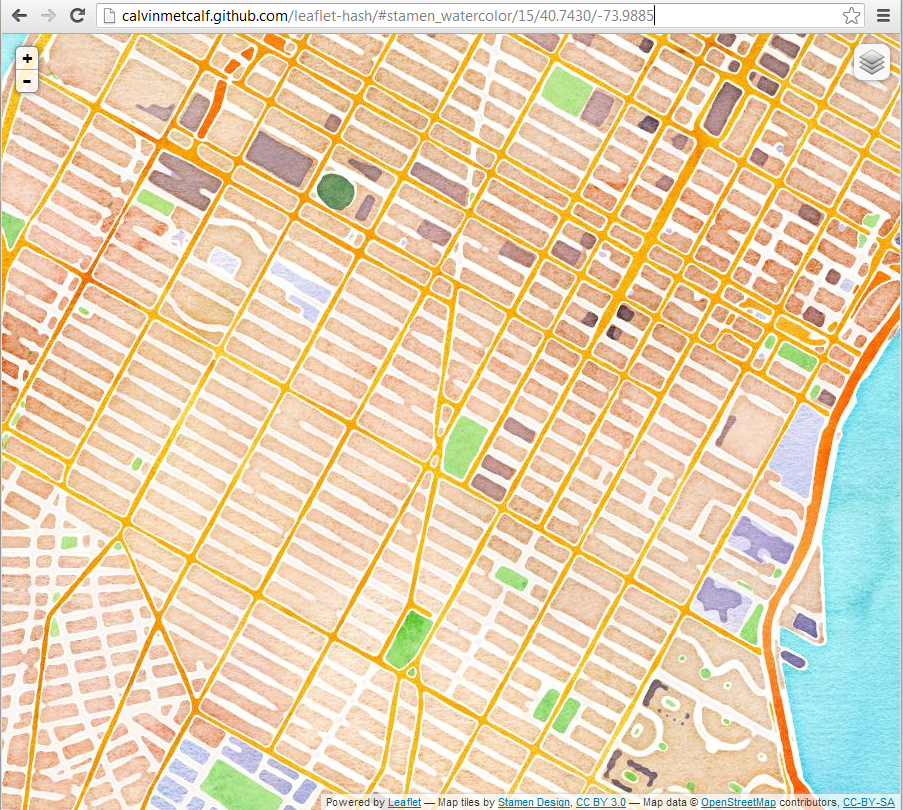 calvinmetcalf.github.com/leaflet-hash/#stamen_watercolor/15/40.7430/-73.9885
+
-
Powered by Leaflet — Map tiles by Stamen Design, CC BY 3.0 — Map data © OpenStreetMap contributors, CC-BY-SA